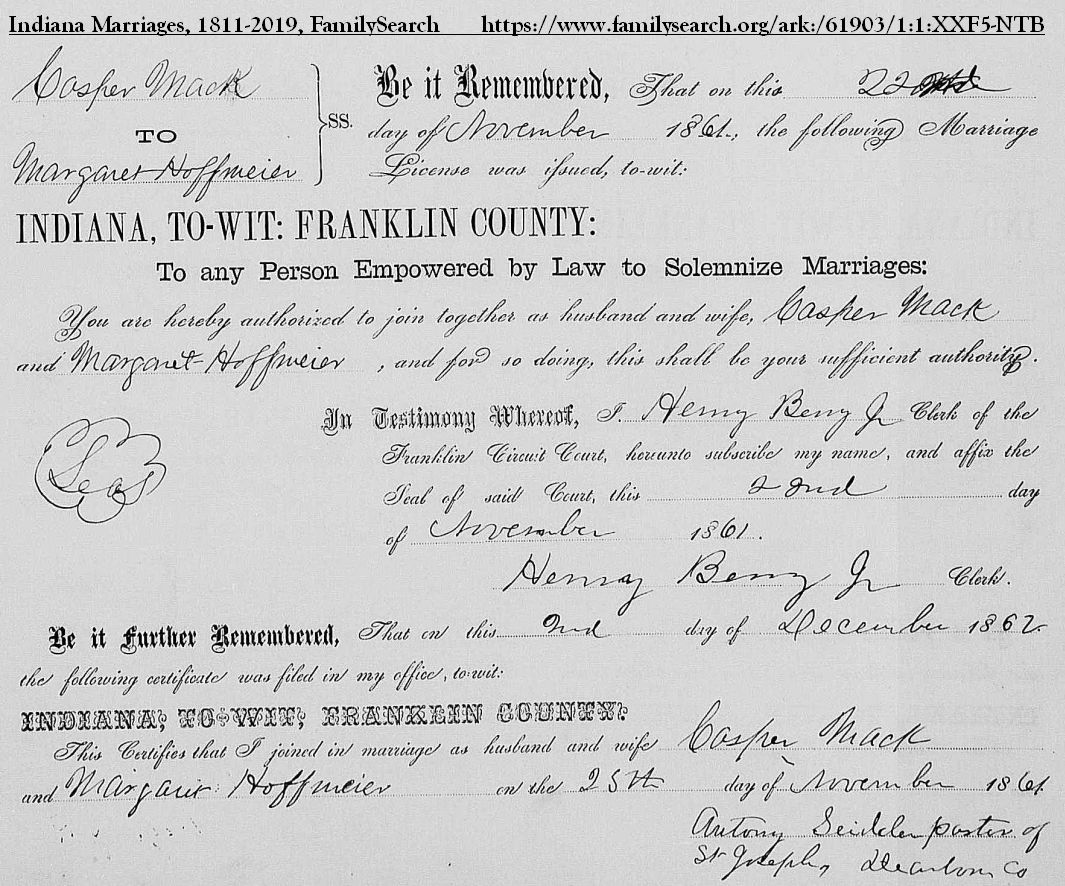 Indiana Marriages, 1811-2019, FamilySearch https://www.familysearch.org/ark:/61903/1:1:XXF5-NTB
Casper Mack
TO
Margaret Hoffmeier
SS.
Be it Remembered, That on this 22
day of November 1861, the following Marriage
License was issued, to-wit:
INDIANA, TO-WIT: FRANKLIN COUNTY:
To any Person Empowered by Law to Solemnize Marriages:
You are hereby authorized to join together as husband and wife, Casper Mack
and Margaret Hoffmeier, and for so doing, this shall be your sufficient authority.
In Testimony Whereof, I, Henry Berry Jr Clerk of the
Franklin Circuit Court, hereunto subscribe my name, and affix the
Seal
Seal of said Court, this 22nd day
of November 1861.
Henry Berry Jr Clerk.
Be it Further Remembered, That on this 2nd day of December 1862.
the following certificate was filed in my office, to-wit:
INDIANA, TO-WIT, FRANKLIN COUNTY:
This Certifies that I joined in marriage as husband and wife Casper Mack
and Margaret Hoffmeier on the 25th day of November 1861
Antony pastor of
St Joseph, Dearborn Co